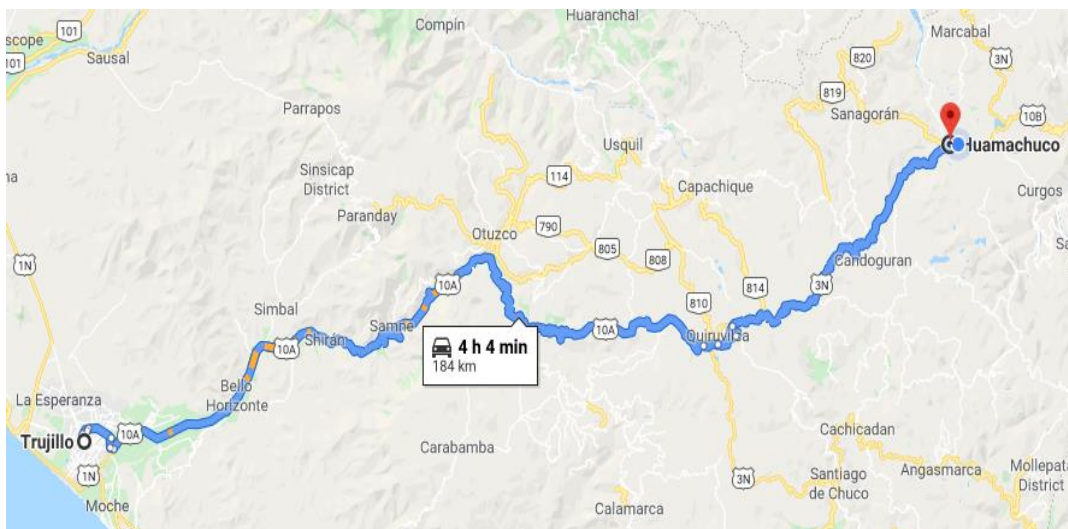 Huaranchal
Compín
Marcabal
101
scope
101
Sausal
820
3N
819
Sanagorán
10B
Parrapos
Huamachuco
Usquil
Sinsicap
District
114
Capachique
Curgos
Paranday
Otuzco
790
805
808
1N
Candoguran
10A
3N
814
Simbal
810
10A
Samne
10A
Quiruvilca
Shirán
4 h 4 min
184 km
Bello
Horizonte
La Esperanza
10A
Trujillo
Carabamba
Cachicadan
1N
3N
Santiago
de Chuco
Angasmarca
Mollepata
District
Moche
Calamarca